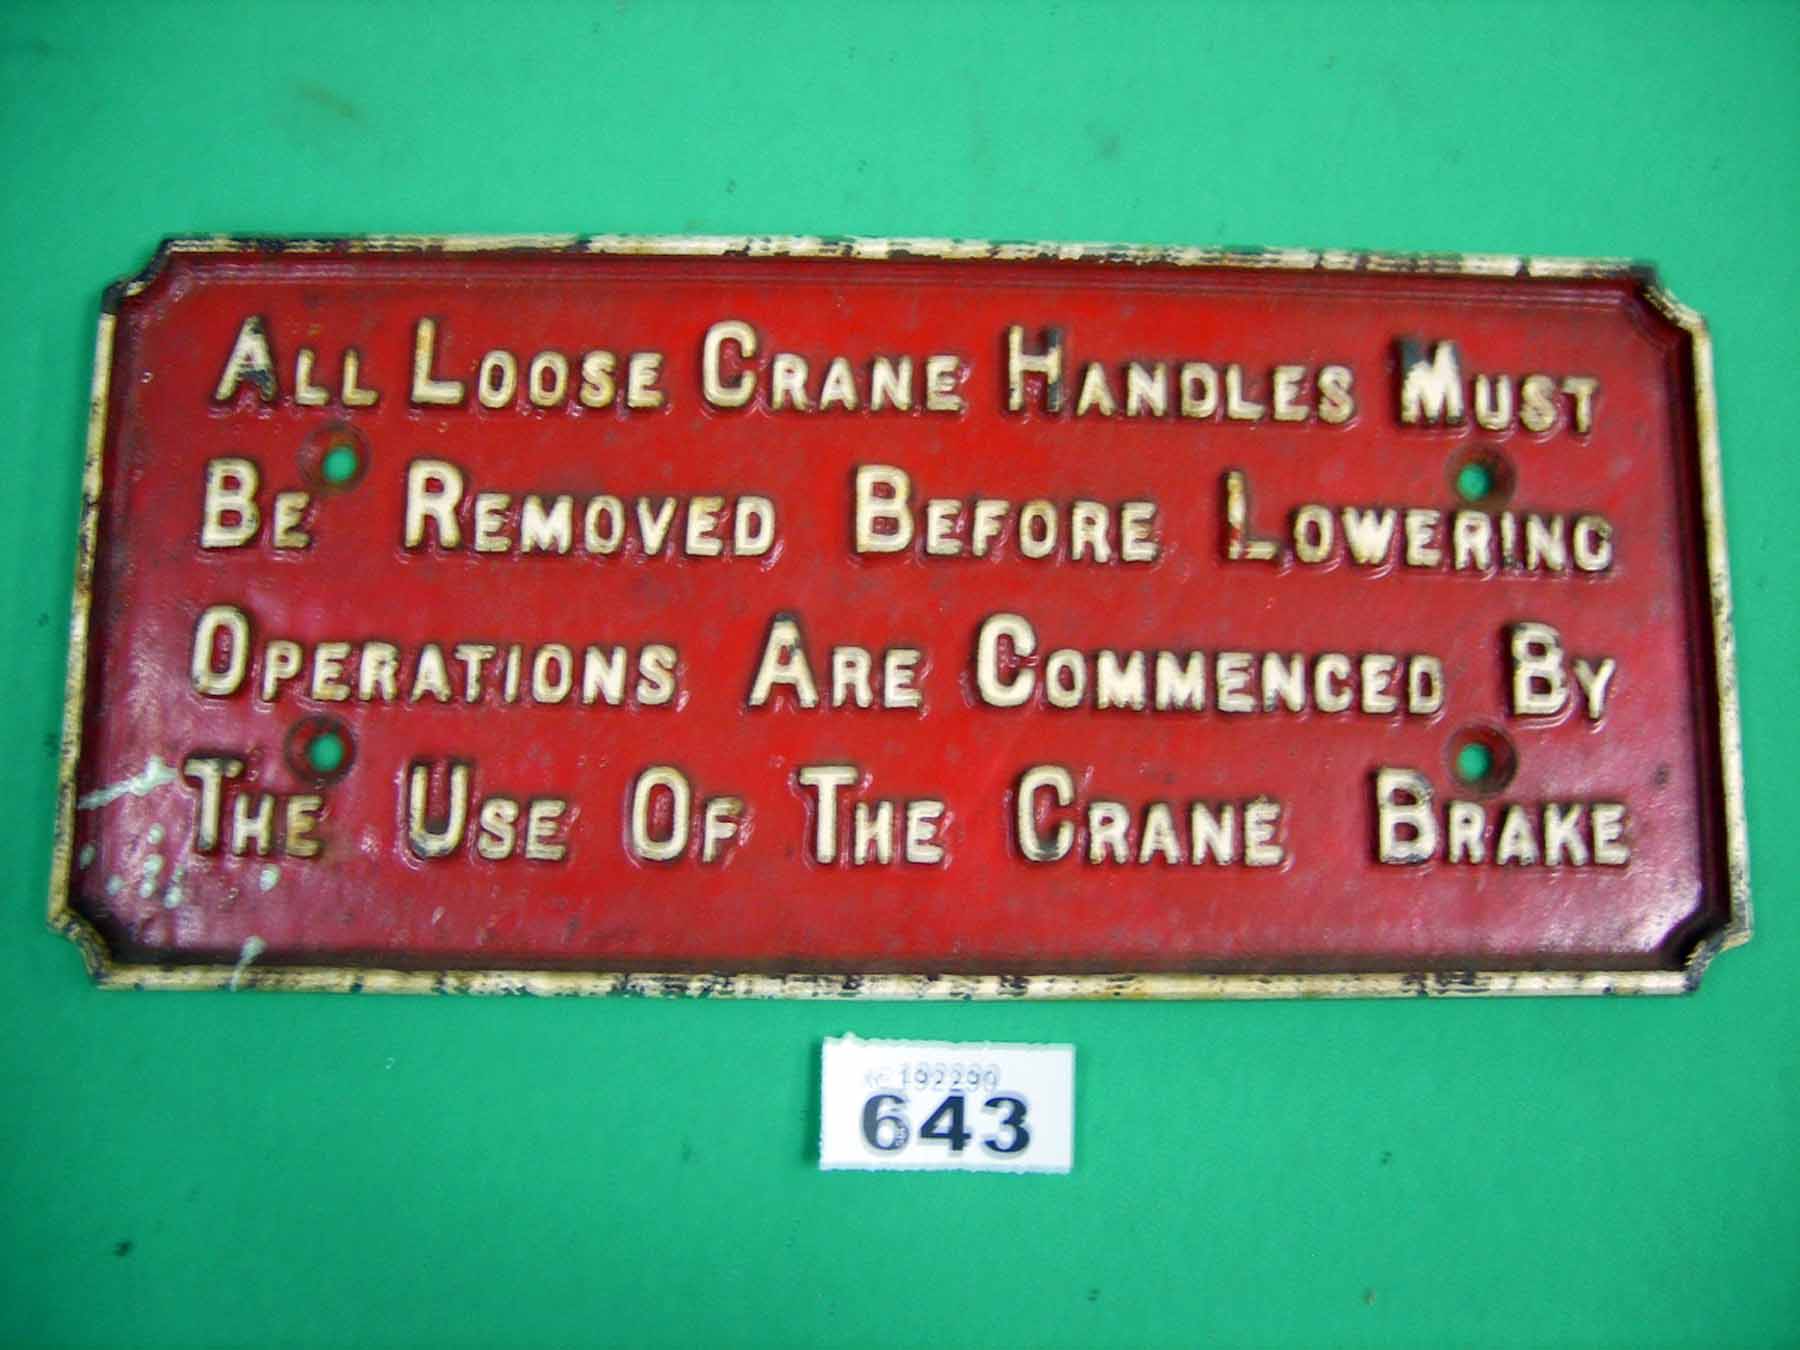 All Loose Crane Handles Must
Be Removed Before Lowering
Operations Are Commenced By
The Use Of The Crane Brake
643